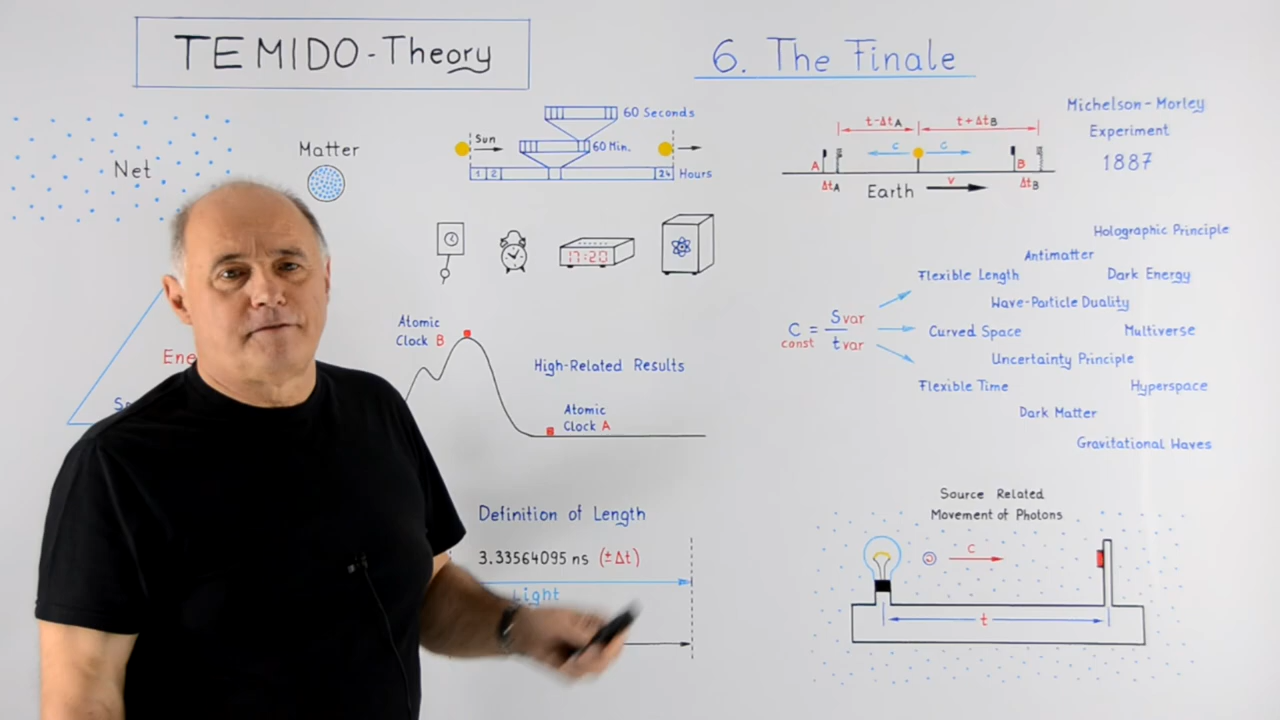 TEMIDO-Theory
6. The Finale
Net
Matter
Sun
60 Seconds
60 Min.
1 2
24
Hours
t-ΔtA
t+ΔtB
c
c
A
B
ΔtA
Earth
v
ΔtB
Michelson-Morley
Experiment
1887
17:20
Atomic
Clock B
High-Related Results
Atomic
Clock A
C = Svar
const tvar
Holographic Principle
Antimatter
Flexible Length
Dark Energy
Wave-Particle Duality
Curved Space
Multiverse
Uncertainty Principle
Flexible Time
Hyperspace
Dark Matter
Gravitational Waves
Definition of Length
3.33564095 ns (±Δt)
Light
Source Related
Movement of Photons
c
t